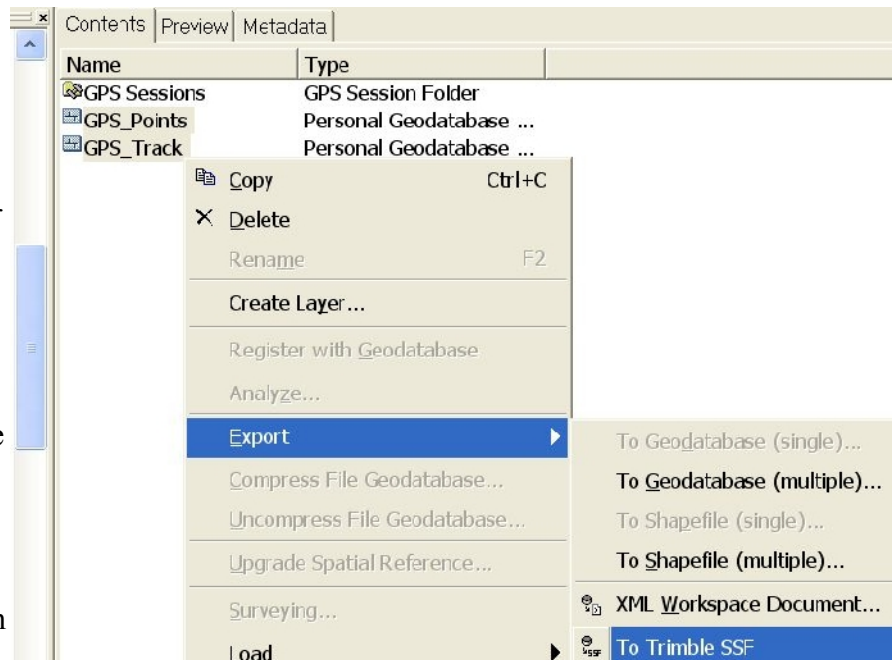 Contents Preview Metadata
Name Type
GPS Sessions GPS Session Folder
GPS_Points Personal Geodatabase ...
GPS_Track Personal Geodatabase ...
Copy Ctrl+C
Delete
Rename F2
Create Layer...
Register with Geodatabase
Analyze...
Export
Compress File Geodatabase...
Uncompress File Geodatabase...
Upgrade Spatial Reference...
Surveying...
Load
To Geodatabase (single)...
To Geodatabase (multiple)...
To Shapefile (single)...
To Shapefile (multiple)...
XML Workspace Document...
SSF To Trimble SSF